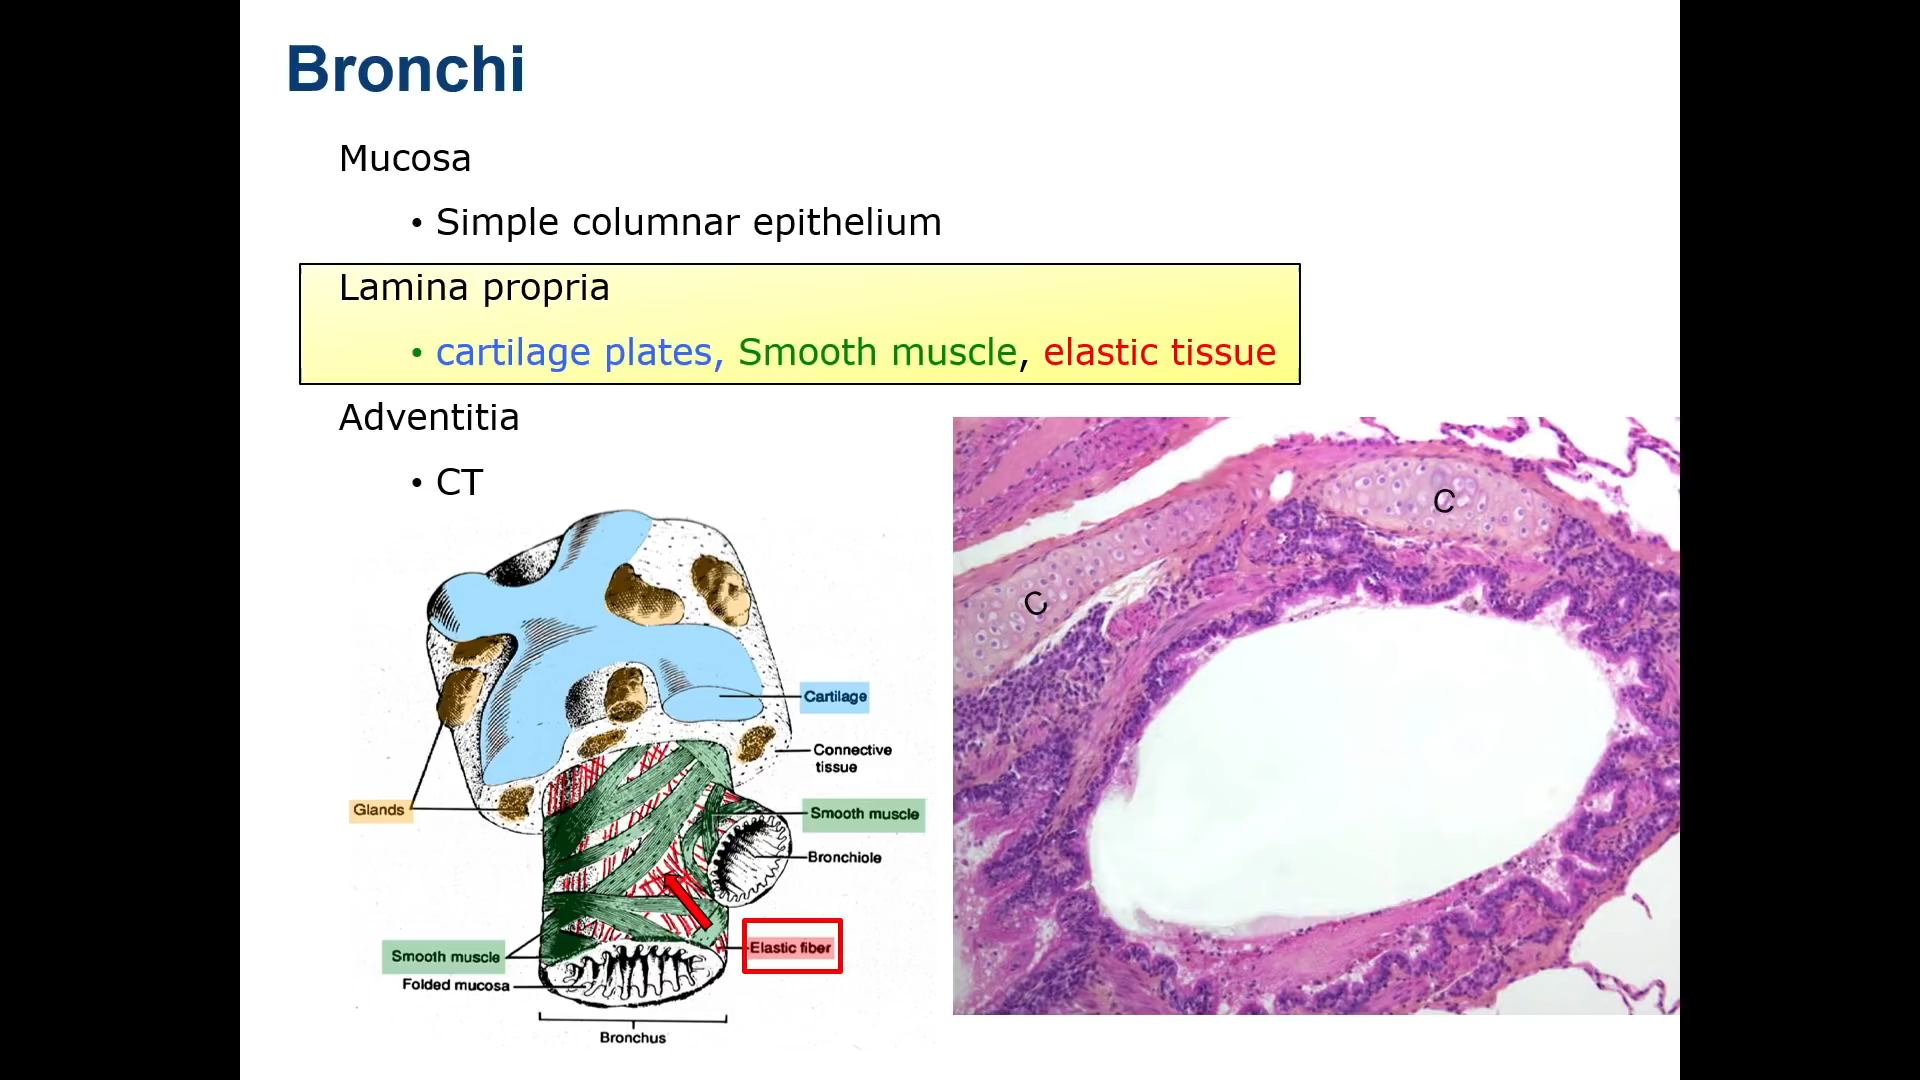 Bronchi
Mucosa
• Simple columnar epithelium
Lamina propria
• cartilage plates, Smooth muscle, elastic tissue
Adventitia
• CT
Cartilage
Connective
tissue
Glands
Smooth muscle
Bronchiole
Elastic fiber
Smooth muscle
Folded mucosa
Bronchus
C
C